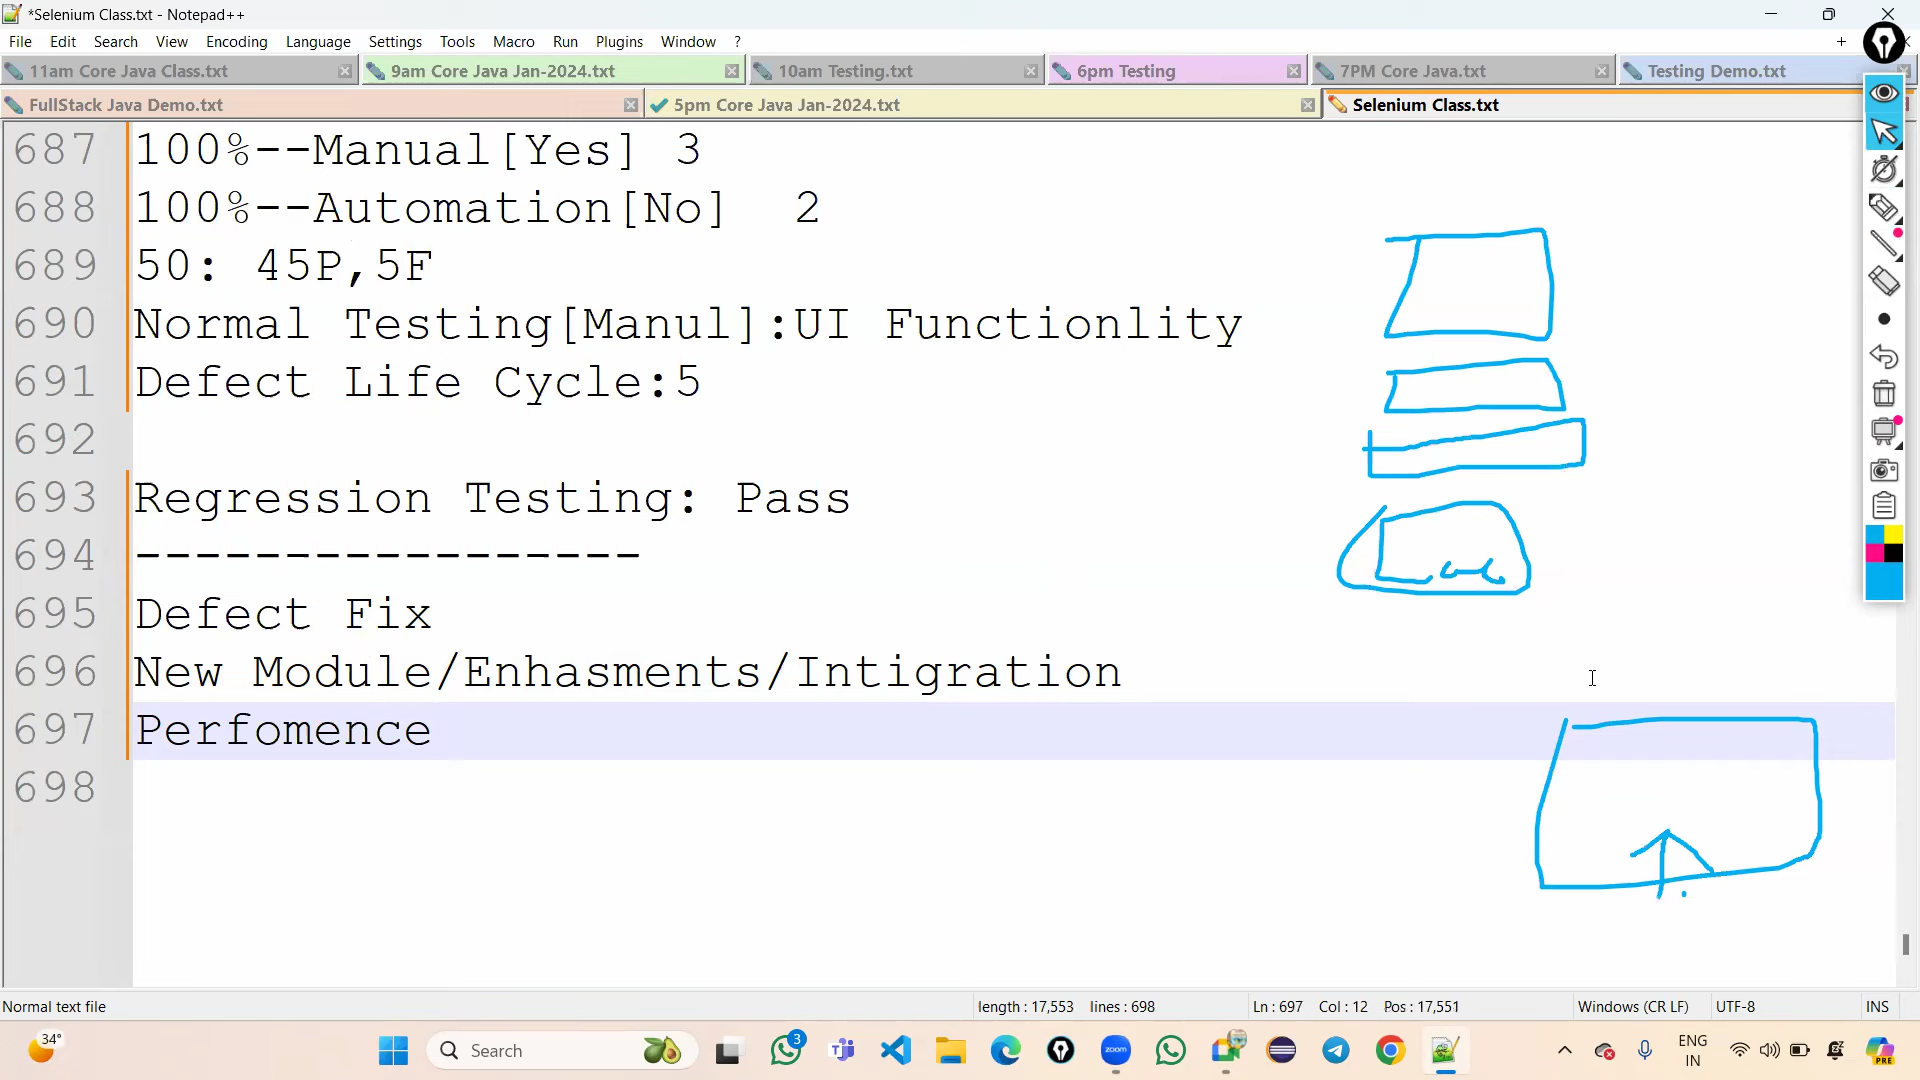 *Selenium Class.txt - Notepad++
File Edit Search View Encoding Language Settings Tools Macro Run Plugins Window ?
11am Core Java Class.txt 9am Core Java Jan-2024.txt 10am Testing.txt 6pm Testing 7PM Core Java.txt Testing Demo.txt
FullStack Java Demo.txt 5pm Core Java Jan-2024.txt Selenium Class.txt
687 100%--Manual[Yes] 3
688 100%--Automation[No] 2
689 50: 45P,5F
690 Normal Testing[Manul]:UI Functionlity
691 Defect Life Cycle:5
692
693 Regression Testing: Pass
694 -----------------
695 Defect Fix
696 New Module/Enhasments/Intigration
697 Perfomence
698
Normal text file length : 17,553 lines : 698 Ln : 697 Col : 12 Pos : 17,551 Windows (CR LF) UTF-8 INS
34° Search 3 zoom ENG IN PRE